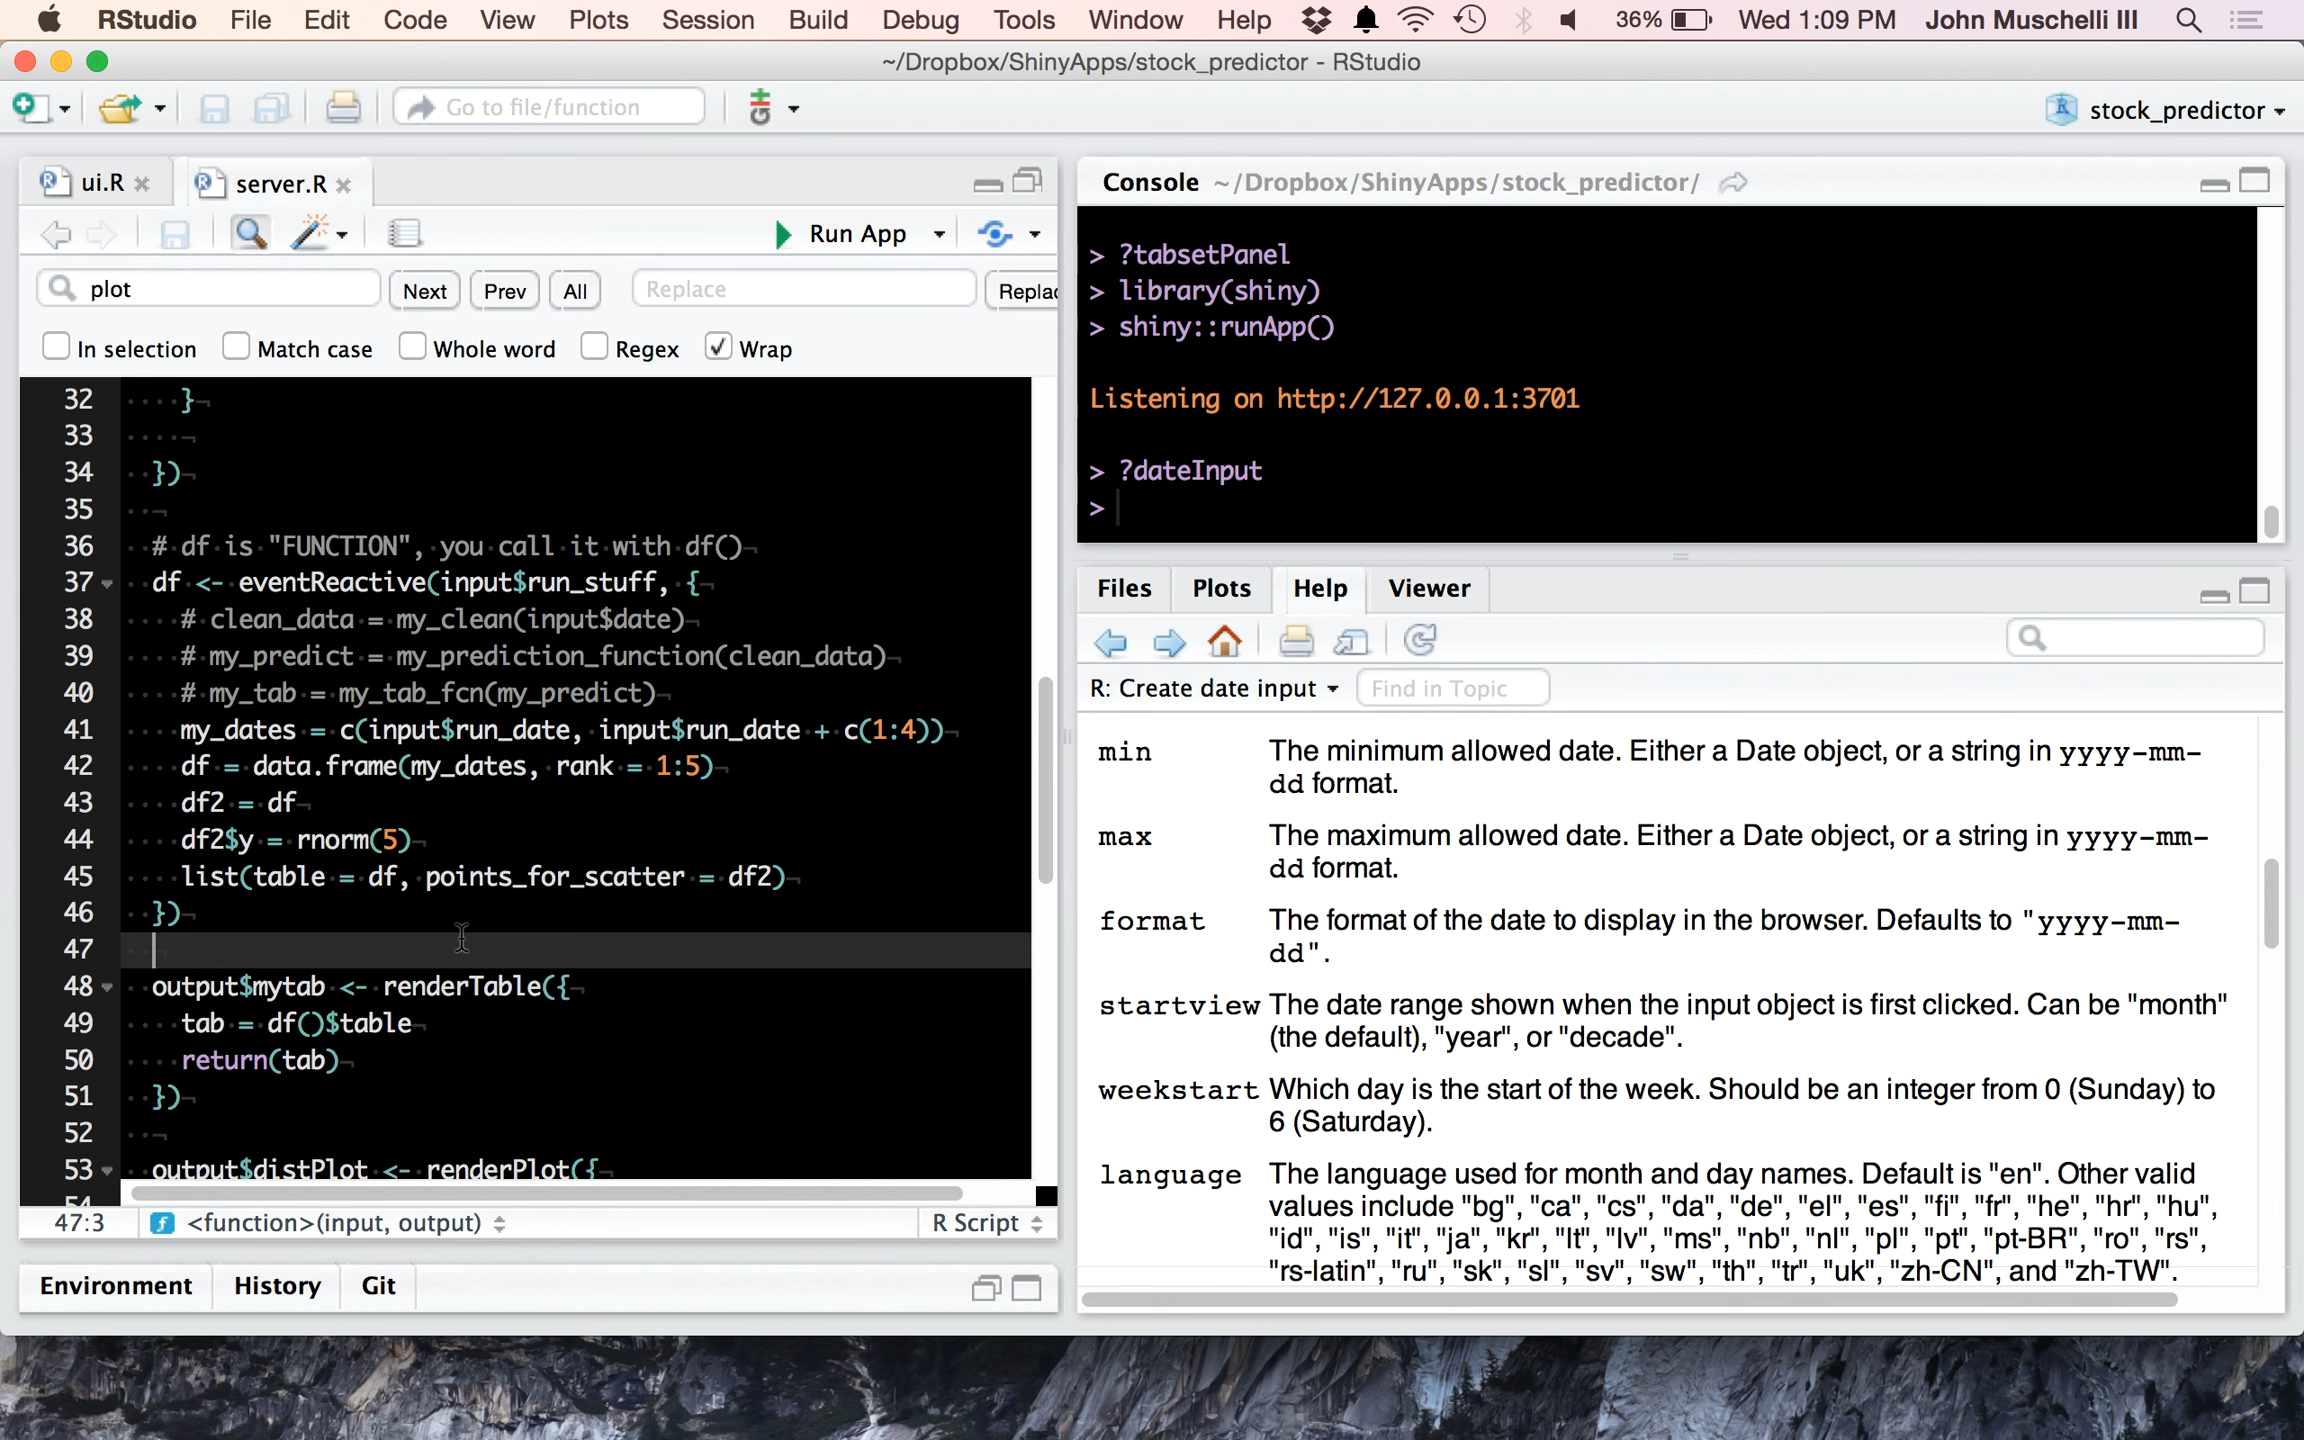 RStudio File Edit Code View Plots Session Build Debug Tools Window Help 36% Wed 1:09 PM John Muschelli III
~/Dropbox/ShinyApps/stock_predictor - RStudio
Go to file/function
stock_predictor
ui.R
server.R
Run App
plot
Next
Prev
All
Replace
Replac
In selection
Match case
Whole word
Regex
Wrap
32 }
33
34 })
35
36 # df is "FUNCTION", you call it with df()
37 df <- eventReactive(input$run_stuff, {
38 # clean_data = my_clean(input$date)
39 # my_predict = my_prediction_function(clean_data)
40 # my_tab = my_tab_fcn(my_predict)
41 my_dates = c(input$run_date, input$run_date + c(1:4))
42 df = data.frame(my_dates, rank = 1:5)
43 df2 = df
44 df2$y = rnorm(5)
45 list(table = df, points_for_scatter = df2)
46 })
47
48 output$mytab <- renderTable({
49 tab = df()$table
50 return(tab)
51 })
52
53 output$distPlot <- renderPlot({
54
47:3 <function>(input, output) R Script
Environment History Git
Console ~/Dropbox/ShinyApps/stock_predictor/
> ?tabsetPanel
> library(shiny)
> shiny::runApp()
Listening on http://127.0.0.1:3701
> ?dateInput
>
Files Plots Help Viewer
R: Create date input Find in Topic
min The minimum allowed date. Either a Date object, or a string in yyyy-mm-
dd format.
max The maximum allowed date. Either a Date object, or a string in yyyy-mm-
dd format.
format The format of the date to display in the browser. Defaults to "yyyy-mm-
dd".
startview The date range shown when the input object is first clicked. Can be "month"
(the default), "year", or "decade".
weekstart Which day is the start of the week. Should be an integer from 0 (Sunday) to
6 (Saturday).
language The language used for month and day names. Default is "en". Other valid
values include "bg", "ca", "cs", "da", "de", "el", "es", "fi", "fr", "he", "hr", "hu",
"id", "is", "it", "ja", "kr", "lt", "lv", "ms", "nb", "nl", "pl", "pt", "pt-BR", "ro", "rs",
"rs-latin", "ru", "sk", "sl", "sv", "sw", "th", "tr", "uk", "zh-CN", and "zh-TW".